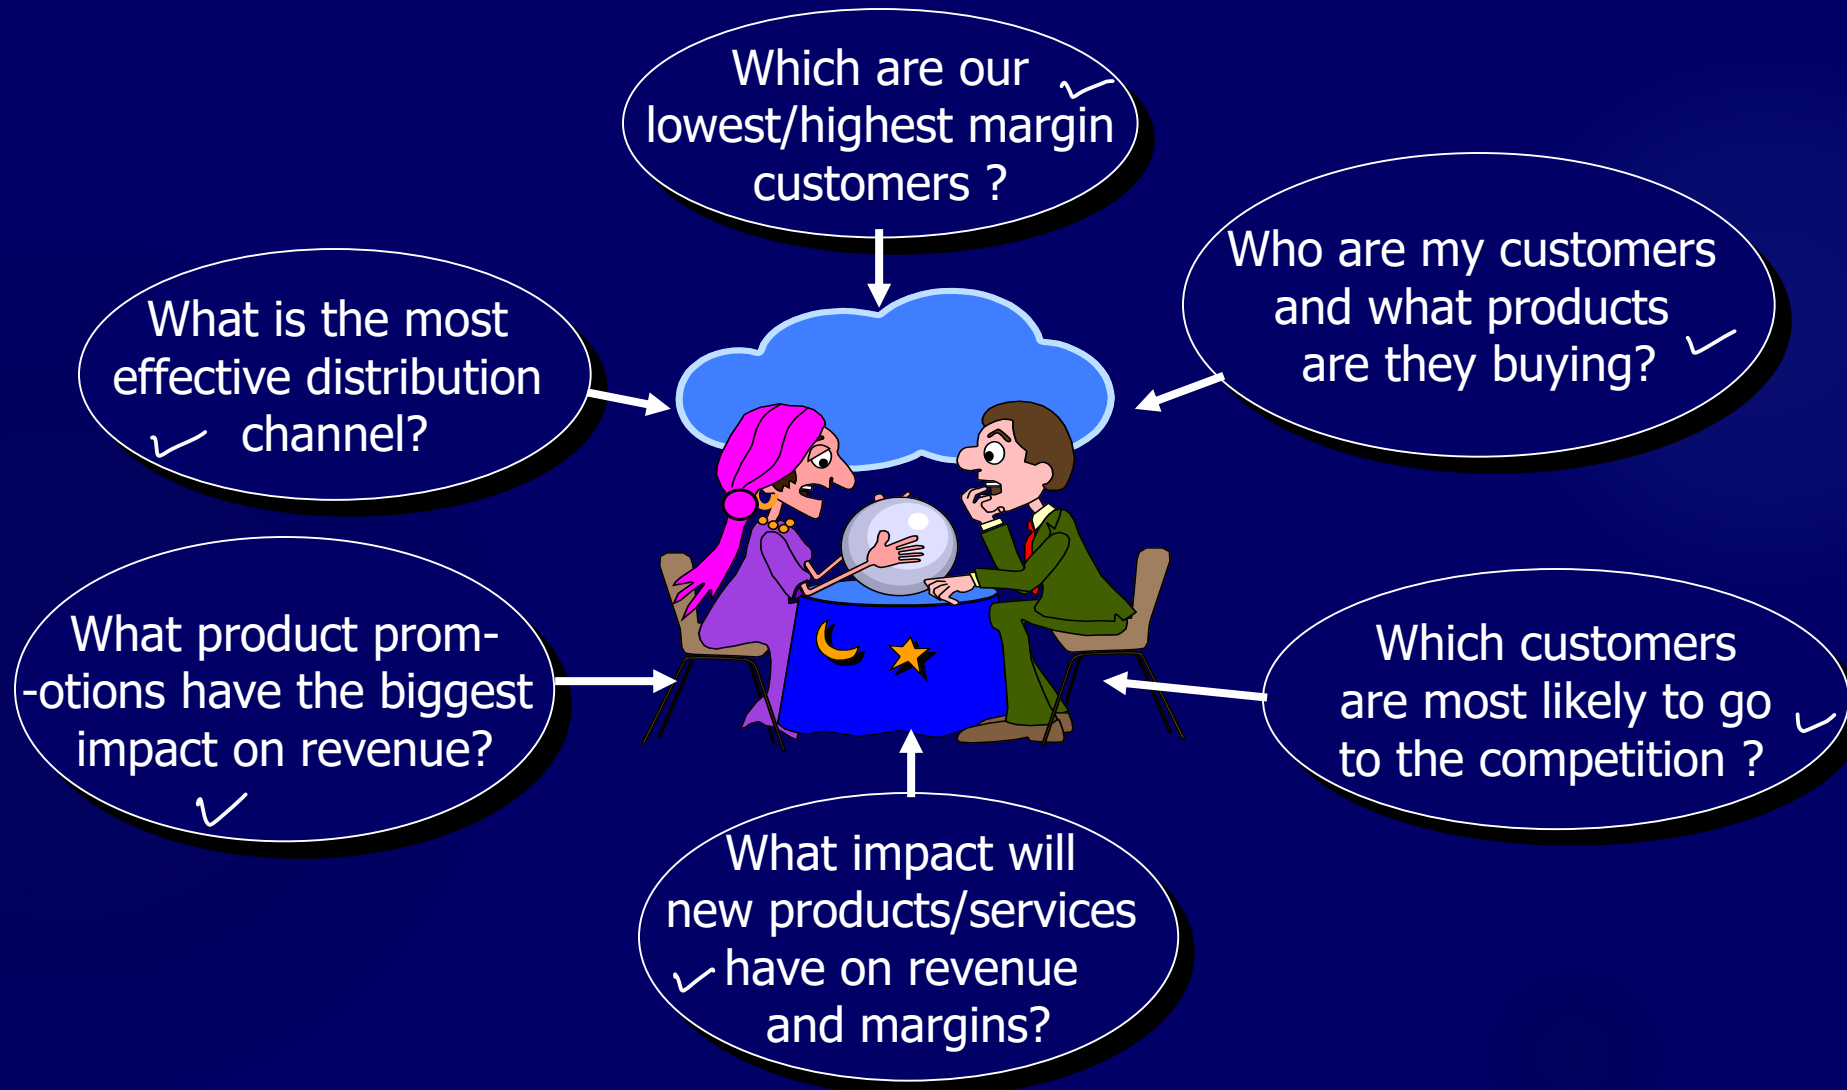 Which are our
lowest/highest margin
customers ?
Who are my customers
and what products
are they buying?
What is the most
effective distribution
channel?
What product prom-
-otions have the biggest
impact on revenue?
Which customers
are most likely to go
to the competition ?
What impact will
new products/services
have on revenue
and margins?